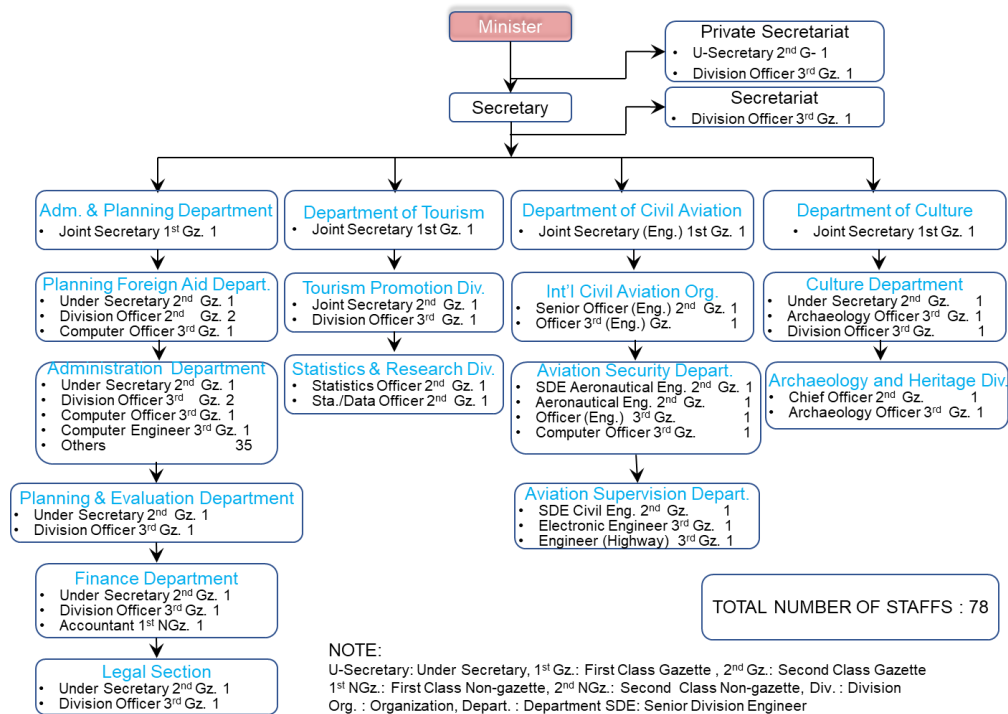 Minister
Private Secretariat
• U-Secretary 2nd G- 1
• Division Officer 3rd Gz. 1
Secretary
Secretariat
• Division Officer 3rd Gz. 1
Adm. & Planning Department
• Joint Secretary 1st Gz. 1
Planning Foreign Aid Depart.
• Under Secretary 2nd Gz. 1
• Division Officer 2nd Gz. 2
• Computer Officer 3rd Gz. 1
Administration Department
• Under Secretary 2nd Gz. 1
• Division Officer 3rd Gz. 2
• Computer Officer 3rd Gz. 1
• Computer Engineer 3rd Gz. 1
• Others 35
Planning & Evaluation Department
• Under Secretary 2nd Gz. 1
• Division Officer 3rd Gz. 1
Finance Department
• Under Secretary 2nd Gz. 1
• Division Officer 3rd Gz. 1
• Accountant 1st NGz. 1
Legal Section
• Under Secretary 2nd Gz. 1
• Division Officer 3rd Gz. 1
Department of Tourism
• Joint Secretary 1st Gz. 1
Tourism Promotion Div.
• Joint Secretary 2nd Gz. 1
• Division Officer 3rd Gz. 1
Statistics & Research Div.
• Statistics Officer 2nd Gz. 1
• Sta./Data Officer 2nd Gz. 1
Department of Civil Aviation
• Joint Secretary (Eng.) 1st Gz. 1
Int'l Civil Aviation Org.
• Senior Officer (Eng.) 2nd Gz. 1
• Officer 3rd (Eng.) Gz. 1
Aviation Security Depart.
• SDE Aeronautical Eng. 2nd Gz. 1
• Aeronautical Eng. 2nd Gz. 1
• Officer (Eng.) 3rd Gz. 1
• Computer Officer 3rd Gz. 1
Aviation Supervision Depart.
• SDE Civil Eng. 2nd Gz. 1
• Electronic Engineer 3rd Gz. 1
• Engineer (Highway) 3rd Gz. 1
Department of Culture
• Joint Secretary 1st Gz. 1
Culture Department
• Under Secretary 2nd Gz. 1
• Archaeology Officer 3rd Gz. 1
• Division Officer 3rd Gz. 1
Archaeology and Heritage Div.
• Chief Officer 2nd Gz. 1
• Archaeology Officer 3rd Gz. 1
TOTAL NUMBER OF STAFFS : 78
NOTE:
U-Secretary: Under Secretary, 1st Gz.: First Class Gazette , 2nd Gz.: Second Class Gazette
1st NGz.: First Class Non-gazette, 2nd NGz.: Second Class Non-gazette, Div. : Division
Org. : Organization, Depart. : Department SDE: Senior Division Engineer